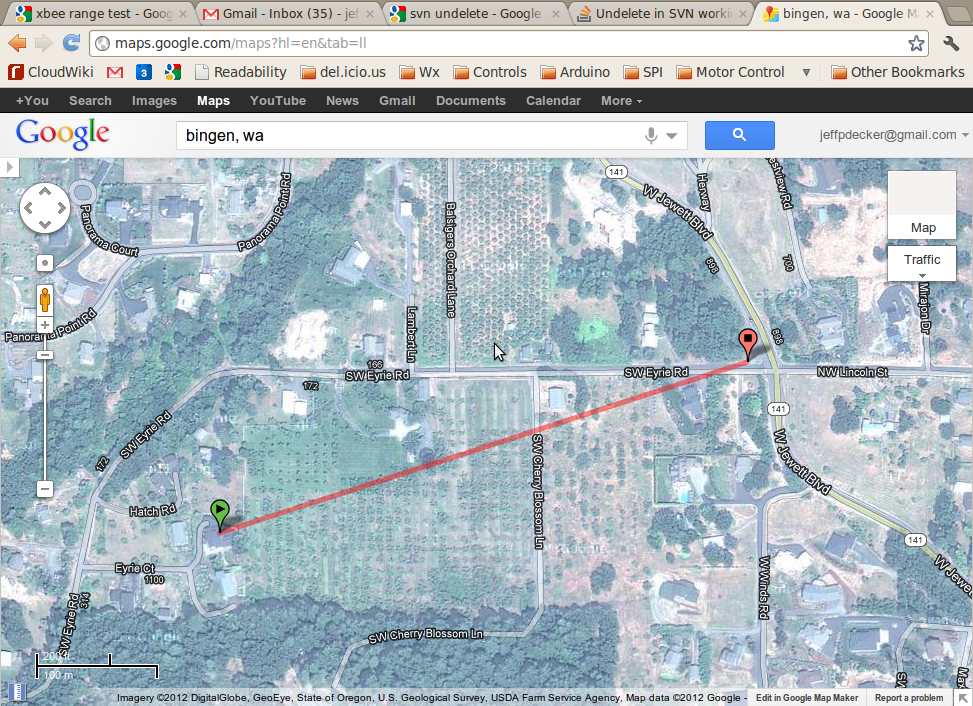 xbee range test - Goog
Gmail - Inbox (35) - jef
svn undelete - Google
Undelete in SVN worki
bingen, wa - Google M
maps.google.com/maps?hl=en&tab=ll
CloudWiki
3
Readability
del.icio.us
Wx
Controls
Arduino
SPI
Motor Control
Other Bookmarks
+You Search Images Maps YouTube News Gmail Documents Calendar More
Google
bingen, wa
jeffpdecker@gmail.com
141
W Jewett Blvd
Panorama Point Rd
Panorama Court
Balsigers Orchard Lane
Map
Traffic
698
700
Panorama Point Rd
Lambert Ln
Mirajon Dr
838
166
SW Eyrie Rd
172
SW Eyrie Rd
NW Lincoln St
141
SW Eyrie Rd
172
W Jewett Blvd
SW Cherry Blossom Ln
Hatch Rd
141
Eyrie Ct
1100
W Winds Rd
W Jewett
314
SW Eyrie Rd
SW Cherry Blossom Ln
200 ft
100 m
Imagery ©2012 DigitalGlobe, GeoEye, State of Oregon, U.S. Geological Survey, USDA Farm Service Agency, Map data ©2012 Google -
Edit in Google Map Maker
Report a problem